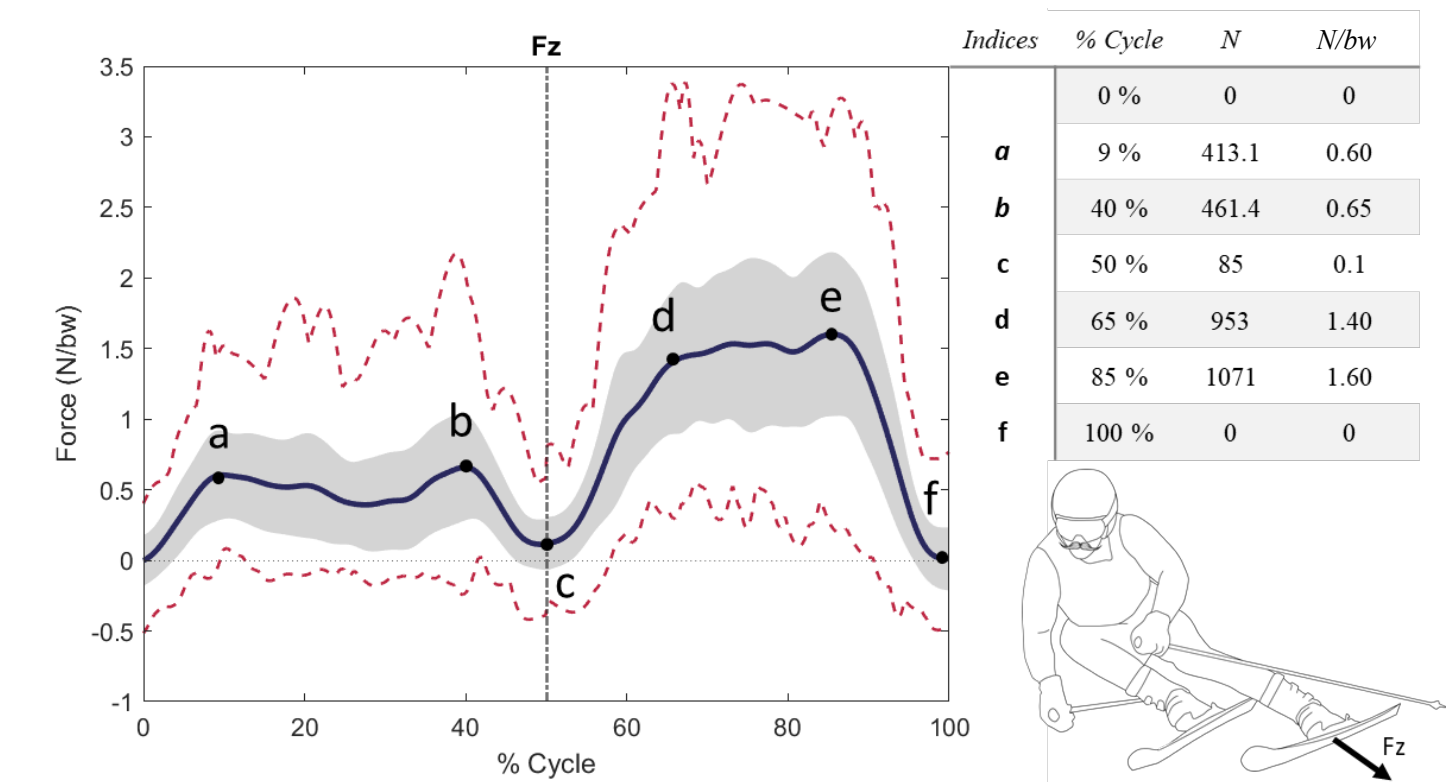 Fz
3.5
3
2.5
2
1.5
1
0.5
0
-0.5
-1
Force (N/bw)
0 20 40 60 80 100
% Cycle
a
b
c
d
e
f
Indices % Cycle N N/bw
0 % 0 0
a 9 % 413.1 0.60
b 40 % 461.4 0.65
c 50 % 85 0.1
d 65 % 953 1.40
e 85 % 1071 1.60
f 100 % 0 0
Fz